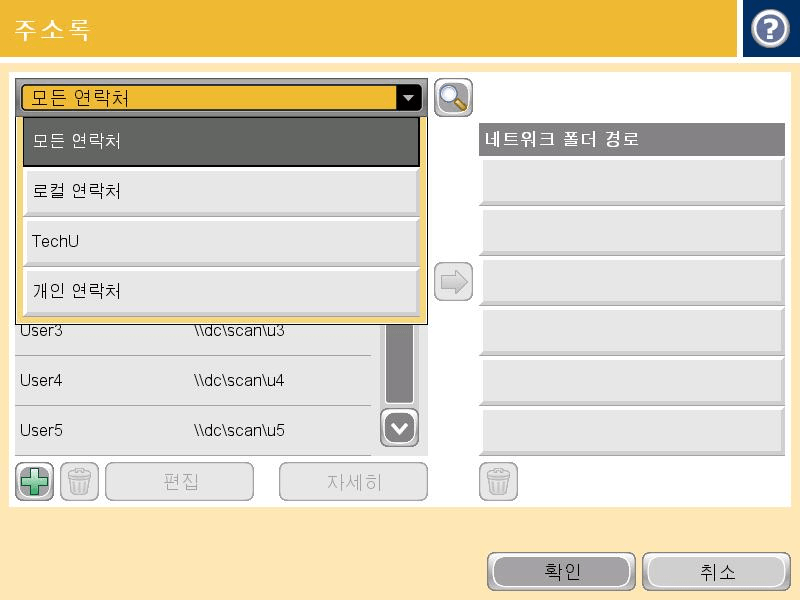 주소록
?
모든 연락처
모든 연락처
로컬 연락처
TechU
개인 연락처
User3 \\dc\scan\u3
User4 \\dc\scan\u4
User5 \\dc\scan\u5
편집
자세히
네트워크 폴더 경로
확인
취소